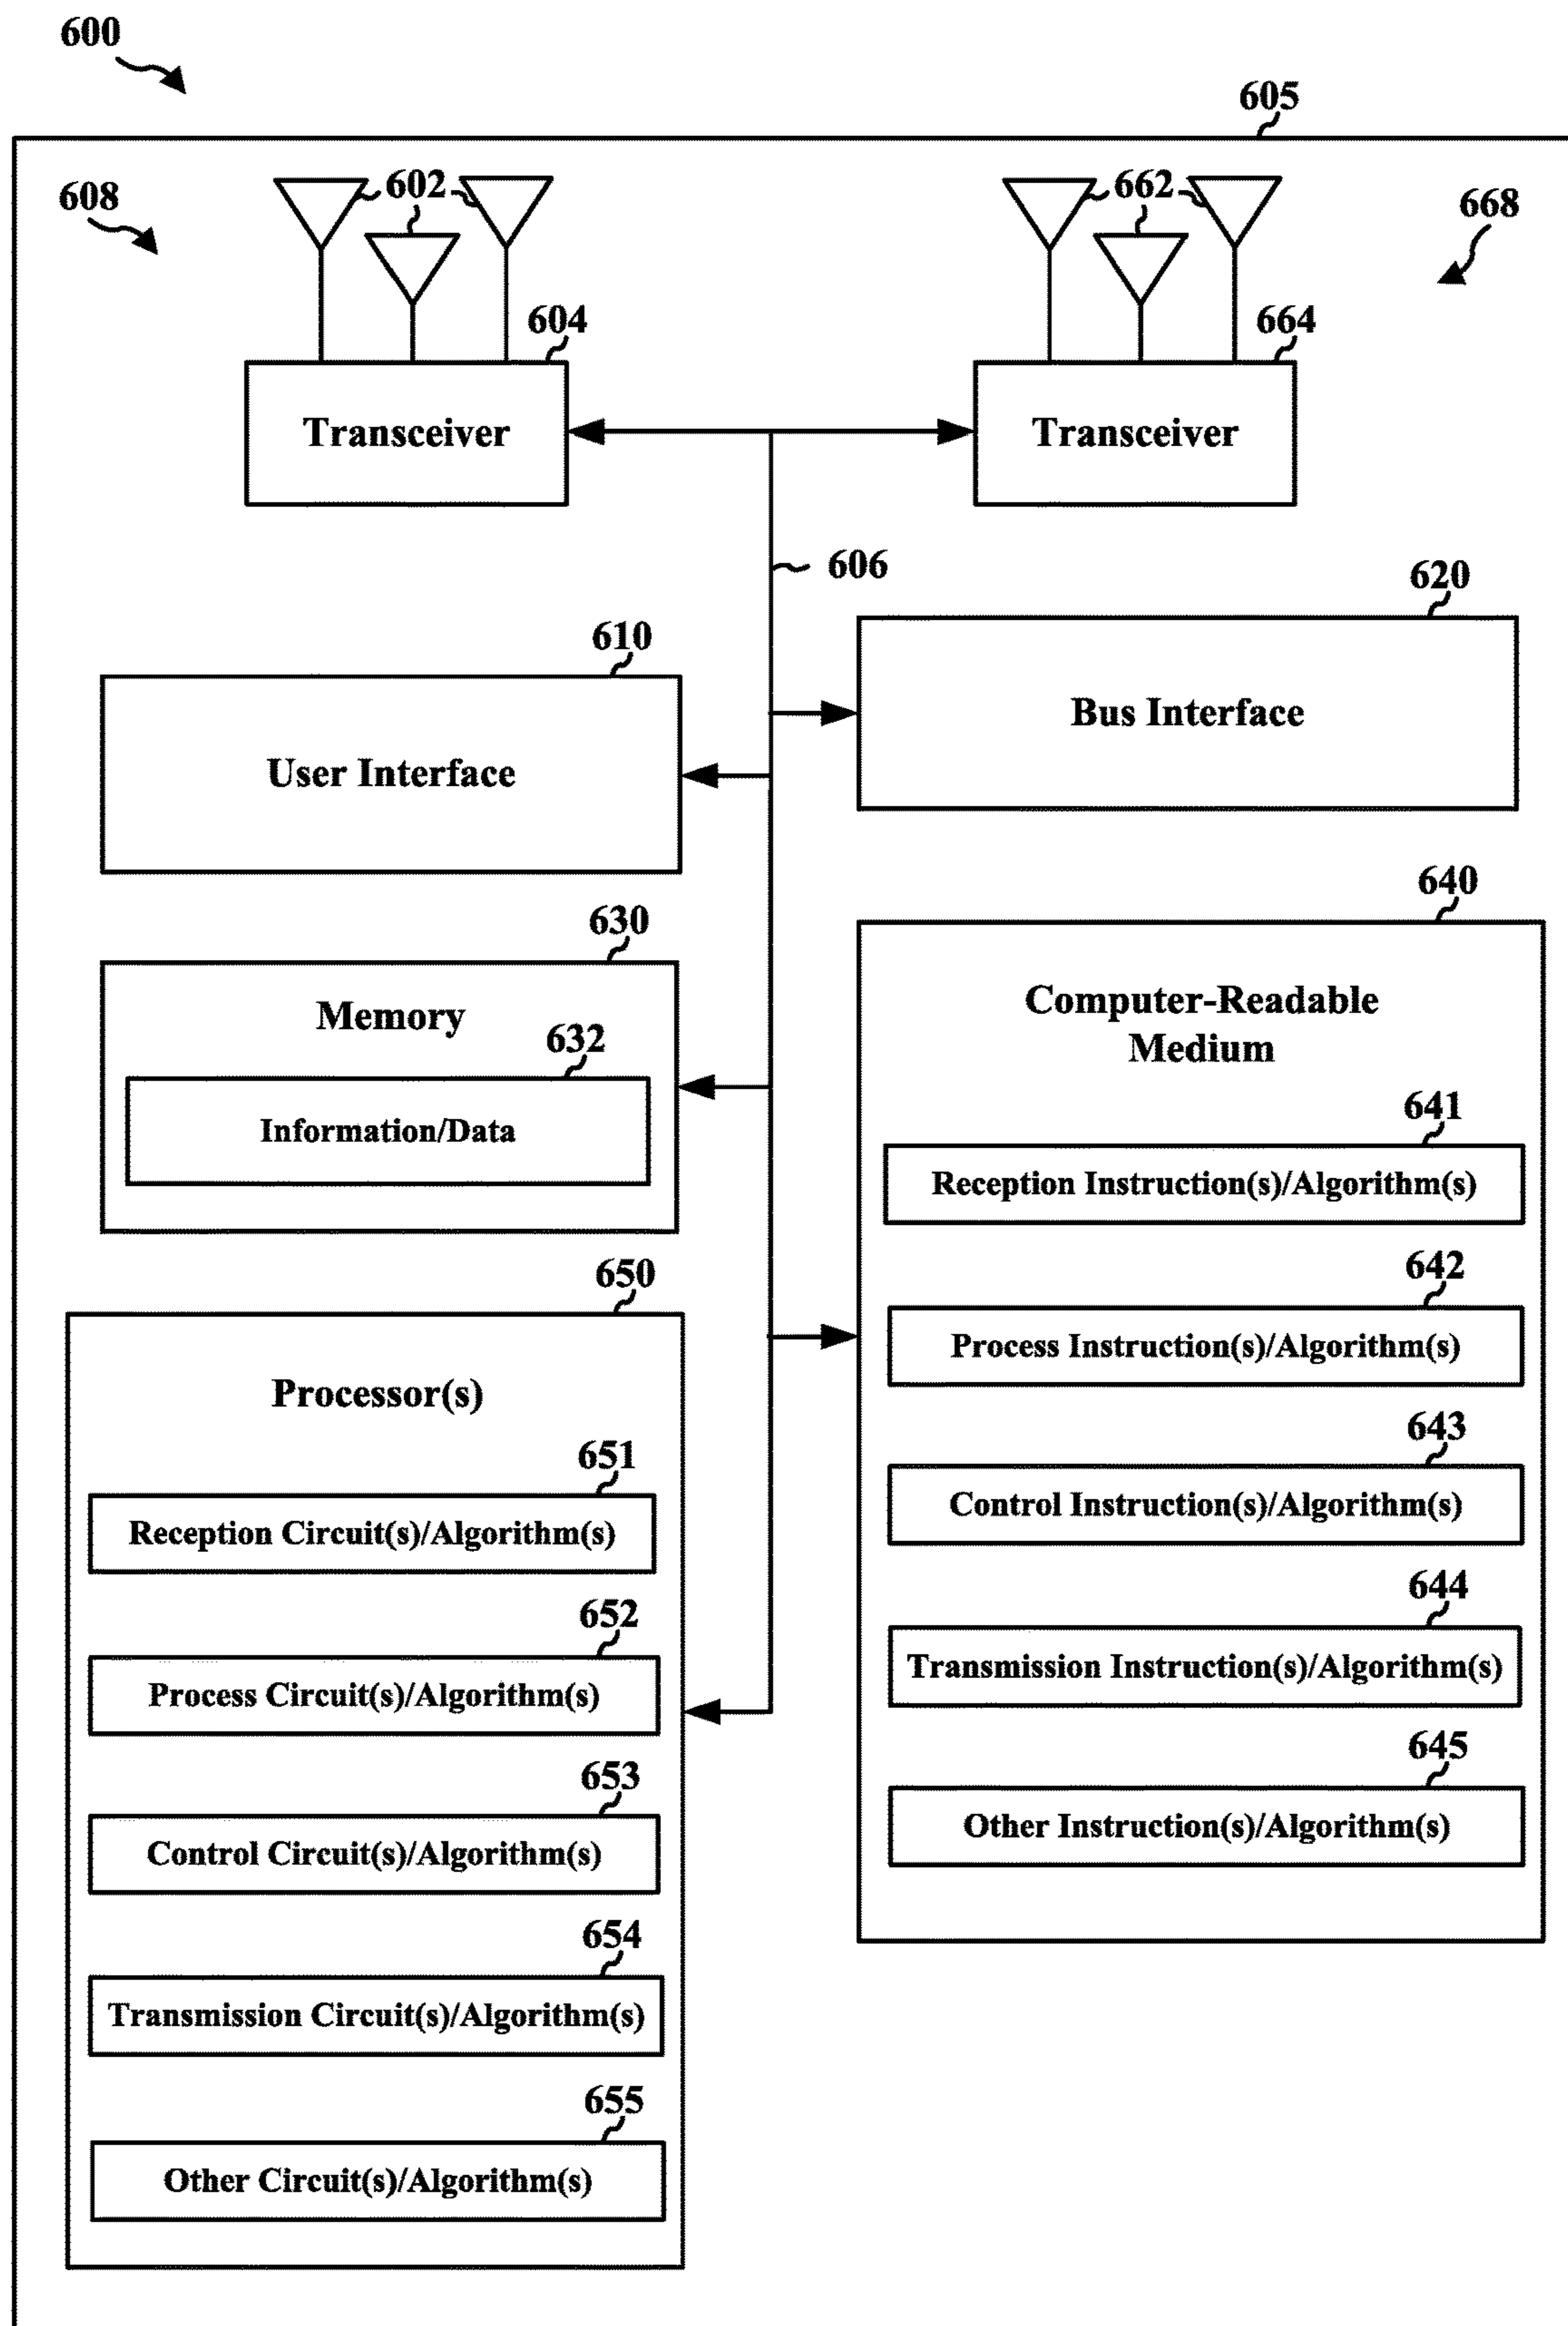 600
605
608
602
602
662
662
668
604
664
Transceiver
Transceiver
606
620
610
Bus Interface
User Interface
640
630
Computer-Readable
Medium
Memory
632
Information/Data
641
Reception Instruction(s)/Algorithm(s)
642
Process Instruction(s)/Algorithm(s)
643
Control Instruction(s)/Algorithm(s)
644
Transmission Instruction(s)/Algorithm(s)
645
Other Instruction(s)/Algorithm(s)
650
Processor(s)
651
Reception Circuit(s)/Algorithm(s)
652
Process Circuit(s)/Algorithm(s)
653
Control Circuit(s)/Algorithm(s)
654
Transmission Circuit(s)/Algorithm(s)
655
Other Circuit(s)/Algorithm(s)